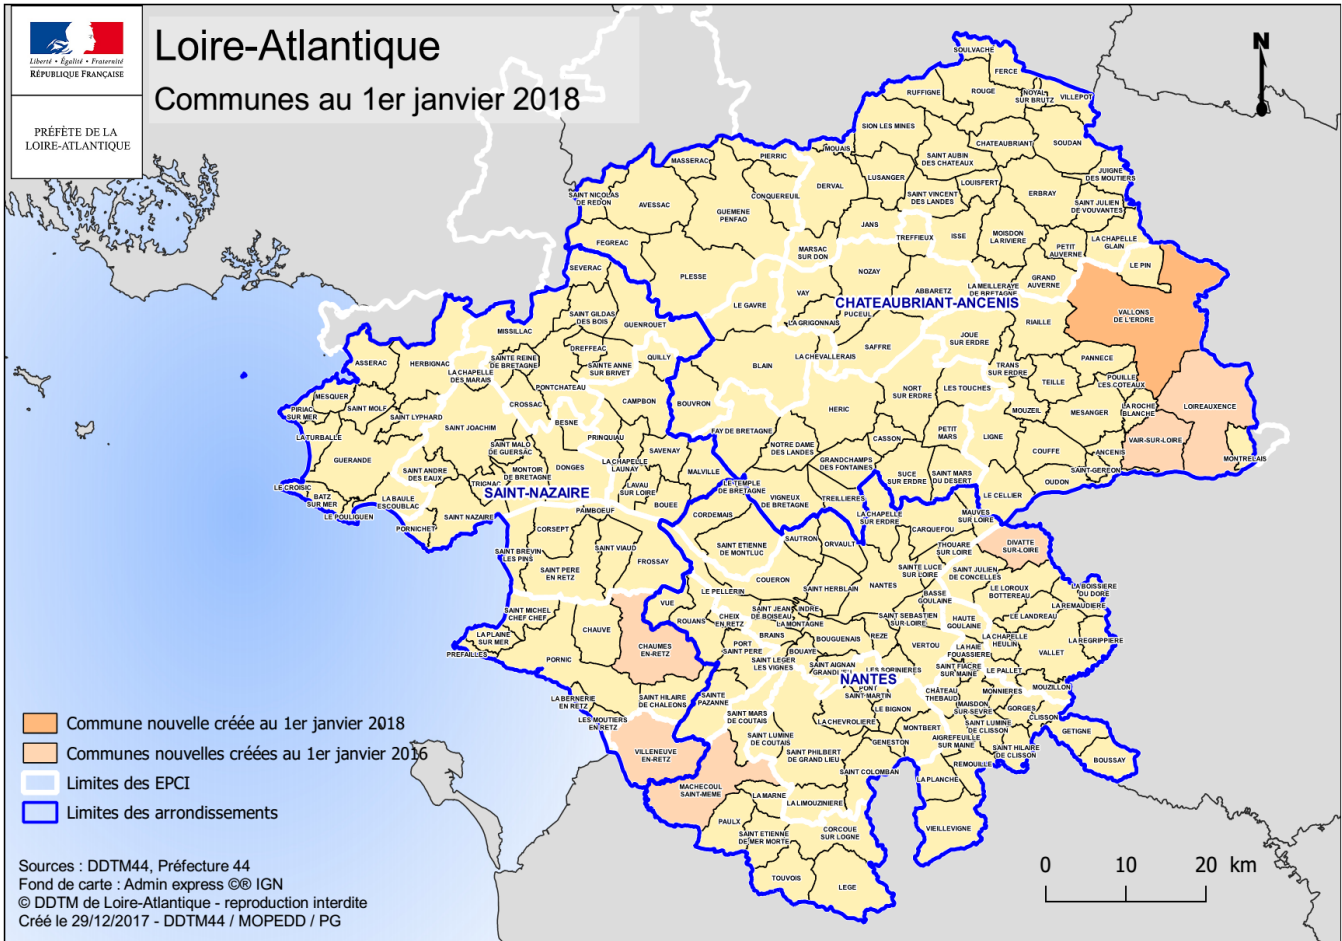 Liberté • Égalité • Fraternité
RÉPUBLIQUE FRANÇAISE
PRÉFÈTE DE LA
LOIRE-ATLANTIQUE
Loire-Atlantique
Communes au 1er janvier 2018
N
SOULVACHE
FERCE
RUFFIGNE
ROUGE
NOYAL
SUR BRUTZ
VILLEPOT
SION LES MINES
MOUAIS
CHATEAUBRIANT
SOUDAN
SAINT AUBIN
DES CHATEAUX
MASSERAC
PIERRIC
DERVAL
LUSANGER
LOUISFERT
ERBRAY
JUIGNE
DES MOUTIERS
SAINT NICOLAS
DE REDON
AVESSAC
GUEMENE
PENFAO
CONQUEREUIL
SAINT VINCENT
DES LANDES
SAINT JULIEN
DE VOUVANTES
JANS
TREFFIEUX
ISSE
MOISDON
LA RIVIERE
PETIT
AUVERNE
LA CHAPELLE
GLAIN
LE PIN
FEGREAC
MARSAC
SUR DON
SEVERAC
PLESSE
NOZAY
ABBARETZ
LA MEILLERAYE
DE BRETAGNE
GRAND
AUVERNE
LE GAVRE
VAY
CHATEAUBRIANT-ANCENIS
PUCEUL
LA GRIGONNAIS
RIAILLE
VALLONS
DE L'ERDRE
SAINT GILDAS
DES BOIS
GUENROUET
MISSILLAC
DREFFEAC
QUILLY
SAINTE ANNE
SUR BRIVET
SAINTE REINE
DE BRETAGNE
ASSERAC
HERBIGNAC
LA CHAPELLE
DES MARAIS
PONTCHATEAU
BLAIN
LA CHEVALLERAIS
SAFFRE
JOUE
SUR ERDRE
TRANS
SUR ERDRE
PANNECE
TEILLE
POUILLE
LES COTEAUX
LA ROCHE
BLANCHE
LOIREAUXENCE
MESQUER
PIRIAC
SUR MER
SAINT MOLF
SAINT LYPHARD
CROSSAC
CAMPBON
BOUVRON
NORT
SUR ERDRE
LES TOUCHES
MOUZEIL
MESANGER
LA TURBALLE
SAINT JOACHIM
BESNE
PRINQUIAU
FAY DE BRETAGNE
HERIC
PETIT
MARS
LIGNE
COUFFE
VAIR-SUR-LOIRE
ANCENIS
SAINT-GEREON
MONTRELAIS
OUDON
GUERANDE
SAINT MALO
DE GUERSAC
SAVENAY
NOTRE DAME
DES LANDES
CASSON
GRANDCHAMPS
DES FONTAINES
SAINT ANDRE
DES EAUX
MONTOIR
DE BRETAGNE
DONGES
LA CHAPELLE
LAUNAY
MALVILLE
SUCE
SUR ERDRE
SAINT MARS
DU DESERT
LE CELLIER
LE CROISIC
BATZ
SUR MER
LE POULIGUEN
LA BAULE
ESCOUBLAC
TRIGNAC
SAINT-NAZAIRE
LAVAU
SUR LOIRE
BOUEE
LE TEMPLE
DE BRETAGNE
VIGNEUX
DE BRETAGNE
TREILLIERES
PORNICHET
SAINT NAZAIRE
PAIMBOEUF
CORDEMAIS
LA CHAPELLE
SUR ERDRE
MAUVES
SUR LOIRE
CORSEPT
SAINT BREVIN
LES PINS
SAINT VIAUD
FROSSAY
SAINT PERE
EN RETZ
SAINT ETIENNE
DE MONTLUC
SAUTRON
ORVAULT
CARQUEFOU
THOUARE
SUR LOIRE
DIVATTE
SUR-LOIRE
COUERON
SAINT HERBLAIN
NANTES
SAINTE LUCE
SUR LOIRE
SAINT JULIEN
DE CONCELLES
BASSE
GOULAINE
LE LOROUX
BOTTEREAU
LA BOISSIERE
DU DORE
LA REMAUDIERE
LE LANDREAU
LE PELLERIN
VUE
ROUANS
CHEIX
EN RETZ
SAINT JEAN
DE BOISEAU
INDRE
LA MONTAGNE
SAINT SEBASTIEN
SUR-LOIRE
HAUTE
GOULAINE
SAINT MICHEL
CHEF CHEF
CHAUVE
LA PLAINE
SUR MER
PREFAILLES
PORNIC
CHAUMES
EN-RETZ
PORT
SAINT PERE
BRAINS
BOUAYE
BOUGUENAIS
REZE
VERTOU
LA HAIE
FOUASSIERE
LA CHAPELLE
HEULIN
VALLET
LA REGRIPPIERE
SAINT LEGER
LES VIGNES
SAINT AIGNAN
GRANDLIEU
LES SORINIERES
NANTES
SAINT FIACRE
SUR MAINE
LE PALLET
PONT
SAINT-MARTIN
CHÂTEAU
THEBAUD
MONNIERES
MOUZILLON
MAISDON
SUR-SEVRE
GORGES
CLISSON
LA BERNERIE
EN RETZ
LES MOUTIERS
EN RETZ
SAINT HILAIRE
DE CHALEONS
SAINTE
PAZANNE
SAINT MARS
DE COUTAIS
LE BIGNON
LA CHEVROLIERE
MONTBERT
AIGREFEUILLE
SUR MAINE
SAINT LUMINE
DE CLISSON
SAINT HILAIRE
DE CLISSON
GETIGNE
BOUSSAY
VILLENEUVE
EN-RETZ
SAINT LUMINE
DE COUTAIS
SAINT PHILBERT
DE GRAND LIEU
GENESTON
REMOUILLE
LA PLANCHE
SAINT COLOMBAN
MACHECOUL
SAINT-MEME
LA MARNE
LA LIMOUZINIERE
PAULX
SAINT ETIENNE
DE MER MORTE
CORCOUE
SUR LOGNE
VIEILLEVIGNE
TOUVOIS
LEGE
Commune nouvelle créée au 1er janvier 2018
Communes nouvelles créées au 1er janvier 2016
Limites des EPCI
Limites des arrondissements
Sources : DDTM44, Préfecture 44
Fond de carte : Admin express ©® IGN
© DDTM de Loire-Atlantique - reproduction interdite
Créé le 29/12/2017 - DDTM44 / MOPEDD / PG
0 10 20 km